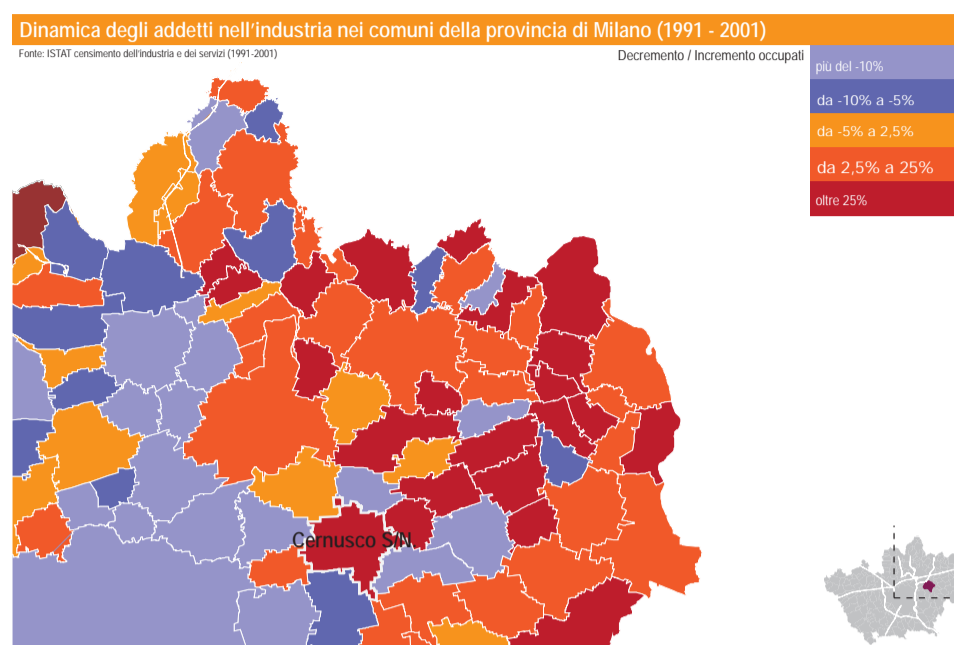 Dinamica degli addetti nell'industria nei comuni della provincia di Milano (1991 - 2001)
Fonte: ISTAT censimento dell'industria e dei servizi (1991-2001)
Decremento / Incremento occupati
più del -10%
da -10% a -5%
da -5% a 2,5%
da 2,5% a 25%
oltre 25%
Cernusco S/N